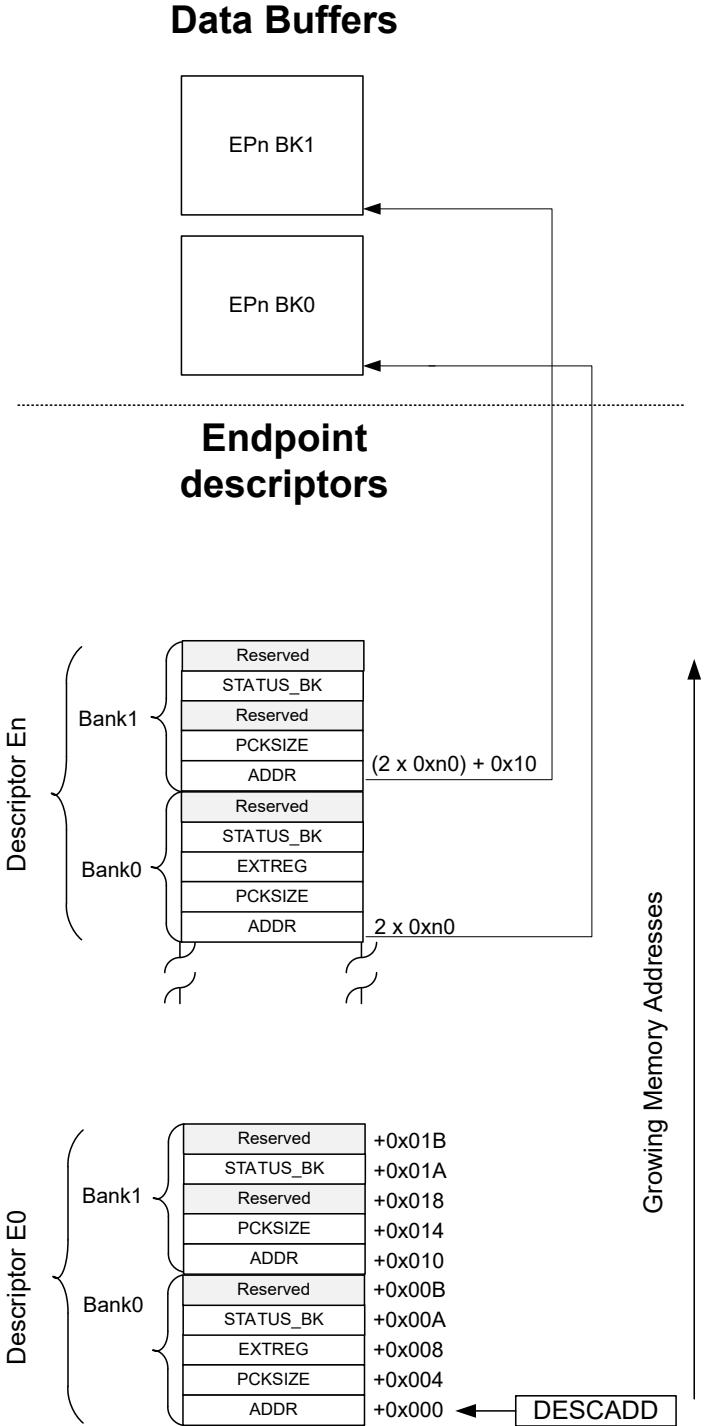 Data Buffers
EPn BK1
EPn BK0
Endpoint
descriptors
Descriptor En
Bank1
Reserved
STATUS_BK
Reserved
PCKSIZE
ADDR
(2 x 0xn0) + 0x10
Bank0
Reserved
STATUS_BK
EXTREG
PCKSIZE
ADDR
2 x 0xn0
Growing Memory Addresses
Descriptor E0
Bank1
Reserved +0x01B
STATUS_BK +0x01A
Reserved +0x018
PCKSIZE +0x014
ADDR +0x010
Bank0
Reserved +0x00B
STATUS_BK +0x00A
EXTREG +0x008
PCKSIZE +0x004
ADDR +0x000
DESCADD